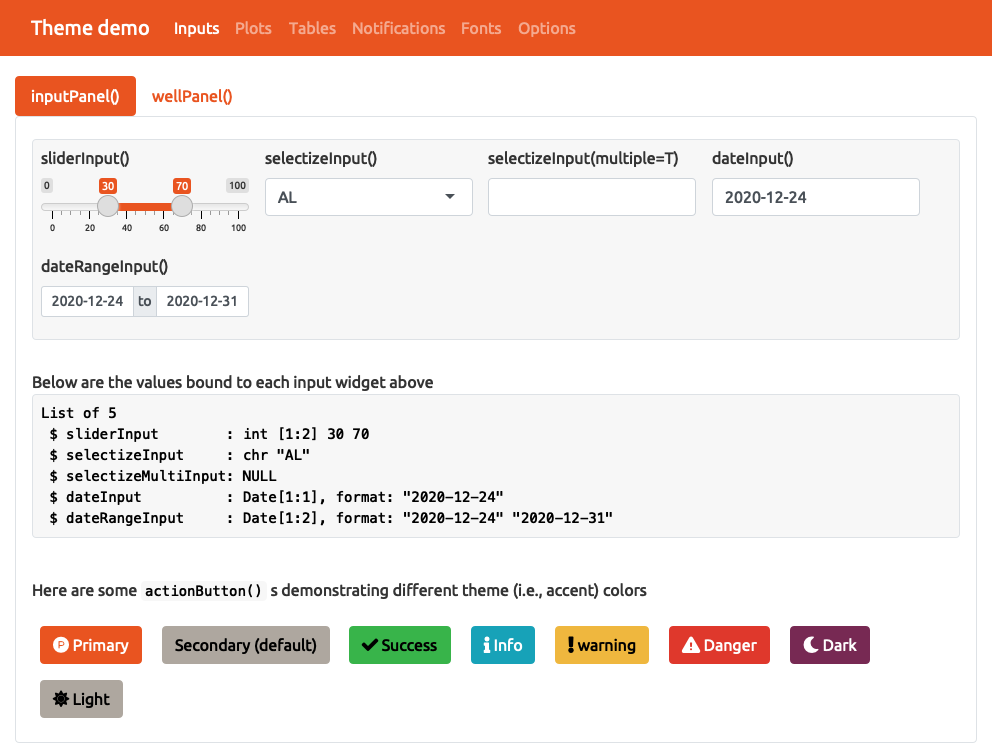 Theme demo Inputs Plots Tables Notifications Fonts Options
inputPanel() wellPanel()
sliderInput() selectizeInput() selectizeInput(multiple=T) dateInput()
0 30 70 100
AL 2020-12-24
0 20 40 60 80 100
dateRangeInput()
2020-12-24 to 2020-12-31
Below are the values bound to each input widget above
List of 5
$ sliderInput : int [1:2] 30 70
$ selectizeInput : chr "AL"
$ selectizeMultiInput: NULL
$ dateInput : Date[1:1], format: "2020-12-24"
$ dateRangeInput : Date[1:2], format: "2020-12-24" "2020-12-31"
Here are some actionButton() s demonstrating different theme (i.e., accent) colors
P Primary Secondary (default) Success Info warning Danger Dark
Light